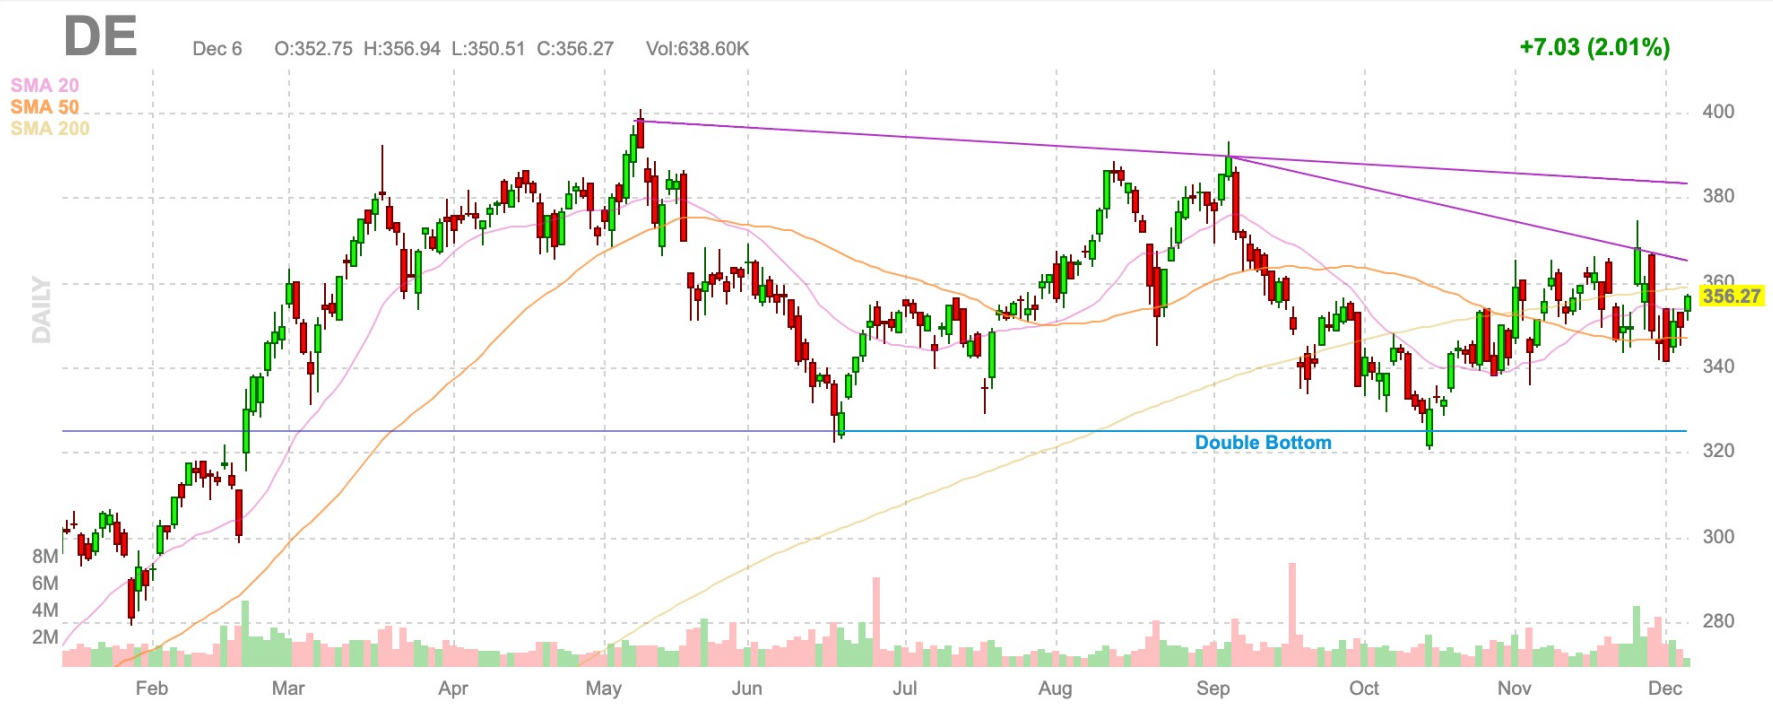 DE
Dec 6 O:352.75 H:356.94 L:350.51 C:356.27 Vol:638.60K +7.03 (2.01%)
SMA 20
SMA 50
SMA 200
DAILY
400
380
360
356.27
340
320
300
280
Double Bottom
8M
6M
4M
2M
Feb Mar Apr May Jun Jul Aug Sep Oct Nov Dec